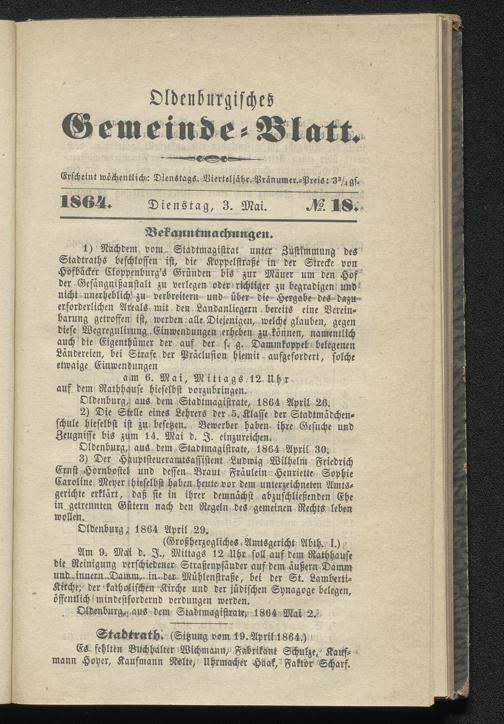 Oldenburgisches
Gemeinde-Blatt.
Erscheint wöchentlich: Dienstags. Vierteljähr. Pränumer.-Preis: 3¾ gs.
1864. Dienstag, 3. Mai. № 18.
Bekanntmachungen.
1) Nachdem vom Stadtmagistrat unter Zustimmung des
Stadtraths beschlossen ist, die Koppelstraße in der Strecke von
Hofbäcker Cloppenburg's Gründen bis zur Mauer um den Hof
der Gefängnißanstalt zu verlegen oder richtiger zu begradigen und
nicht unerheblich zu verbreitern und über die Hergabe des dazu
erforderlichen Areals mit den Landanliegern bereits eine Verein-
barung getroffen ist, werden alle Diejenigen, welche glauben, gegen
diese Wegregulirung Einwendungen erheben zu können, namentlich
auch die Eigenthümer der auf der s. g. Dammkoppel belegenen
Ländereien, bei Strafe der Präclusion hiemit aufgefordert, solche
etwaige Einwendungen
am 6. Mai, Mittags 12 Uhr
auf dem Rathhause hieselbst vorzubringen.
Oldenburg, aus dem Stadtmagistrate, 1864 April 26.
2) Die Stelle eines Lehrers der 5. Klasse der Stadtmädchen-
schule hieselbst ist zu besetzen. Bewerber haben ihre Gesuche und
Zeugnisse bis zum 14. Mai d. J. einzureichen.
Oldenburg, aus dem Stadtmagistrate, 1864 April 30.
3) Der Hauptsteueramtsassistent Ludwig Wilhelm Friedrich
Ernst Hornbostel und dessen Braut Fräulein Henriette Sophie
Caroline Meyer hieselbst haben heute vor dem unterzeichneten Amts-
gerichte erklärt, daß sie in ihrer demnächst abzuschließenden Ehe
in getrennten Gütern nach den Regeln des gemeinen Rechts leben
wollen.
Oldenburg, 1864 April 29.
(Großherzogliches Amtsgericht Abth. I.)
Am 9. Mai d. J., Mittags 12 Uhr soll auf dem Rathhause
die Reinigung verschiedener Straßenpfänder auf dem äußern Damm
und innern Damm, in der Mühlenstraße, bei der St. Lamberti-
Kirche, der katholischen Kirche und der jüdischen Synagoge belegen,
öffentlich mindestfordernd verdungen werden.
Oldenburg, aus dem Stadtmagistrate, 1864 Mai 2.
Stadtrath. (Sitzung vom 19. April 1864.)
Es fehlten Buchhalter Wichmann, Fabrikant Schulze, Kauf-
mann Hoyer, Kaufmann Nolte, Uhrmacher Haak, Faktor Scharf.